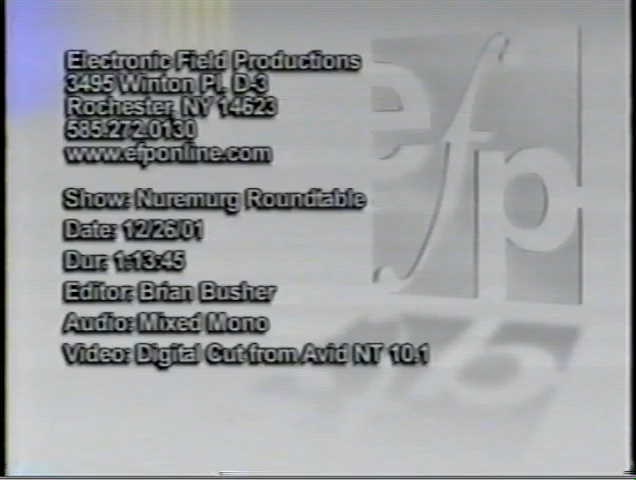 Electronic Field Productions
3495 Winton Pl, D-3
Rochester, NY 14623
585.272.0130
www.efponline.com
efp
Show: Nuremurg Roundtable
Date: 12/26/01
Dur: 1:13:45
Editor: Brian Busher
Audio: Mixed Mono
Video: Digital Cut from Avid NT 10.1